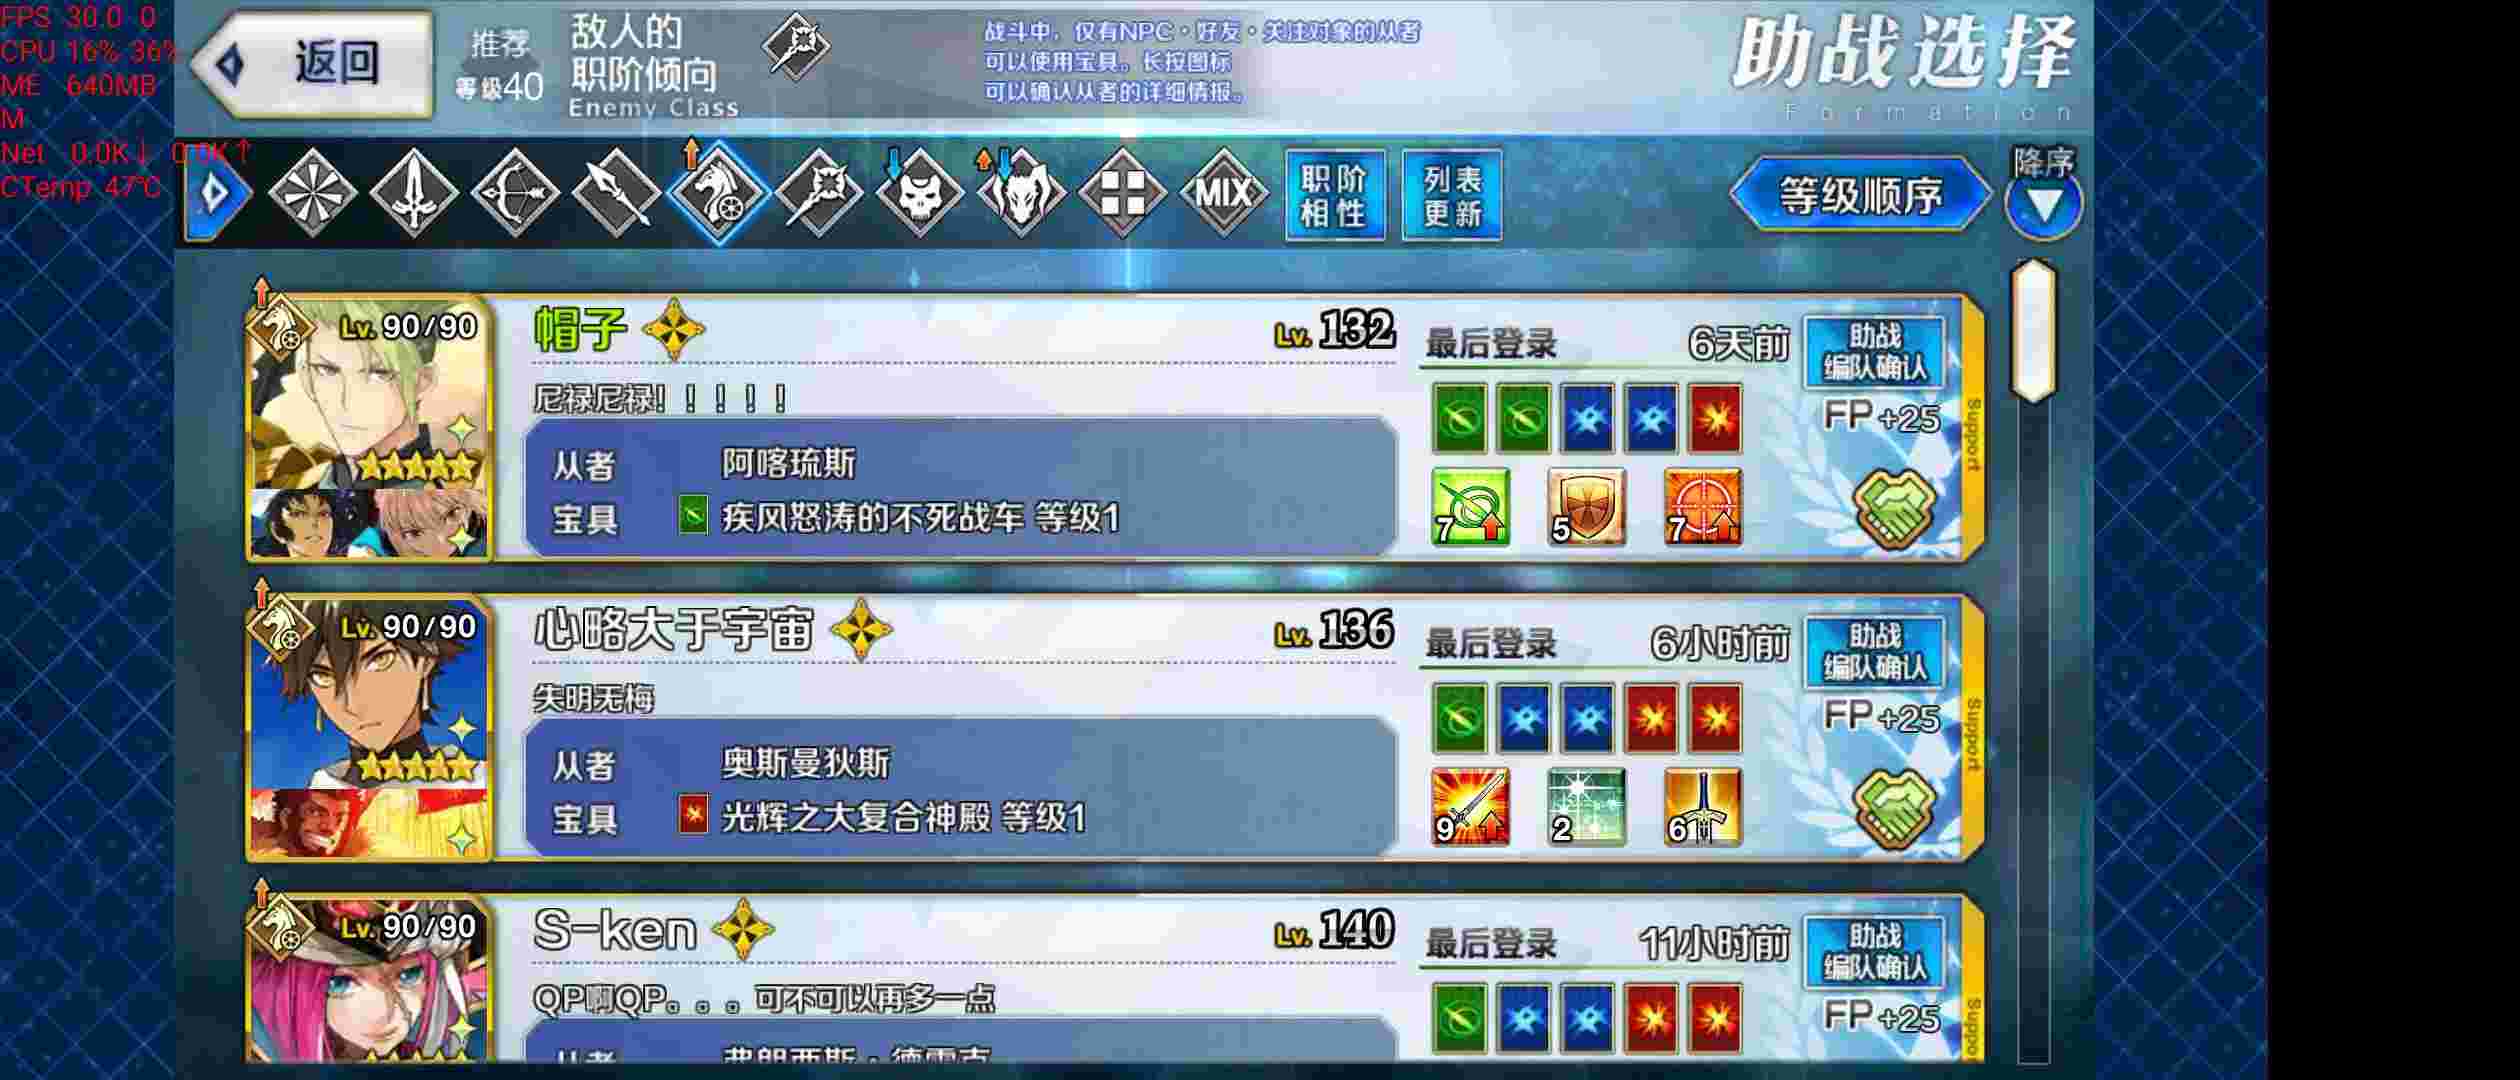 FPS 30.0 0
CPU 16% 36%
ME 640MB
M
Net 0.0K↓ 0.0K↑
CTemp 47℃
返回
推荐
等级40
敌人的
职阶倾向
Enemy Class
战斗中，仅有NPC・好友・关注对象的从者
可以使用宝具。长按图标
可以确认从者的详细情报。
助战选择
Formation
MIX
职阶
相性
列表
更新
等级顺序
降序
Lv. 90/90
帽子
Lv. 132
最后登录
6天前
助战
编队确认
尼禄尼禄！！！！！
FP +25
从者
阿喀琉斯
宝具
疾风怒涛的不死战车 等级1
7
5
7
Support
Lv. 90/90
心略大于宇宙
Lv. 136
最后登录
6小时前
助战
编队确认
失明无梅
FP +25
从者
奥斯曼狄斯
宝具
光辉之大复合神殿 等级1
9
2
6
Support
Lv. 90/90
S-ken
Lv. 140
最后登录
11小时前
助战
编队确认
QP啊QP。。。可不可以再多一点
FP +25
从者
弗朗西斯・德雷克
Suppo